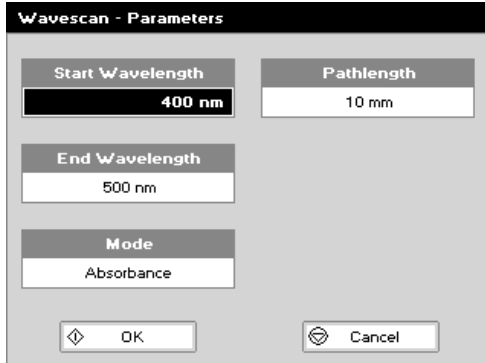 Wavescan - Parameters
Start Wavelength
400 nm
Pathlength
10 mm
End Wavelength
500 nm
Mode
Absorbance
OK
Cancel